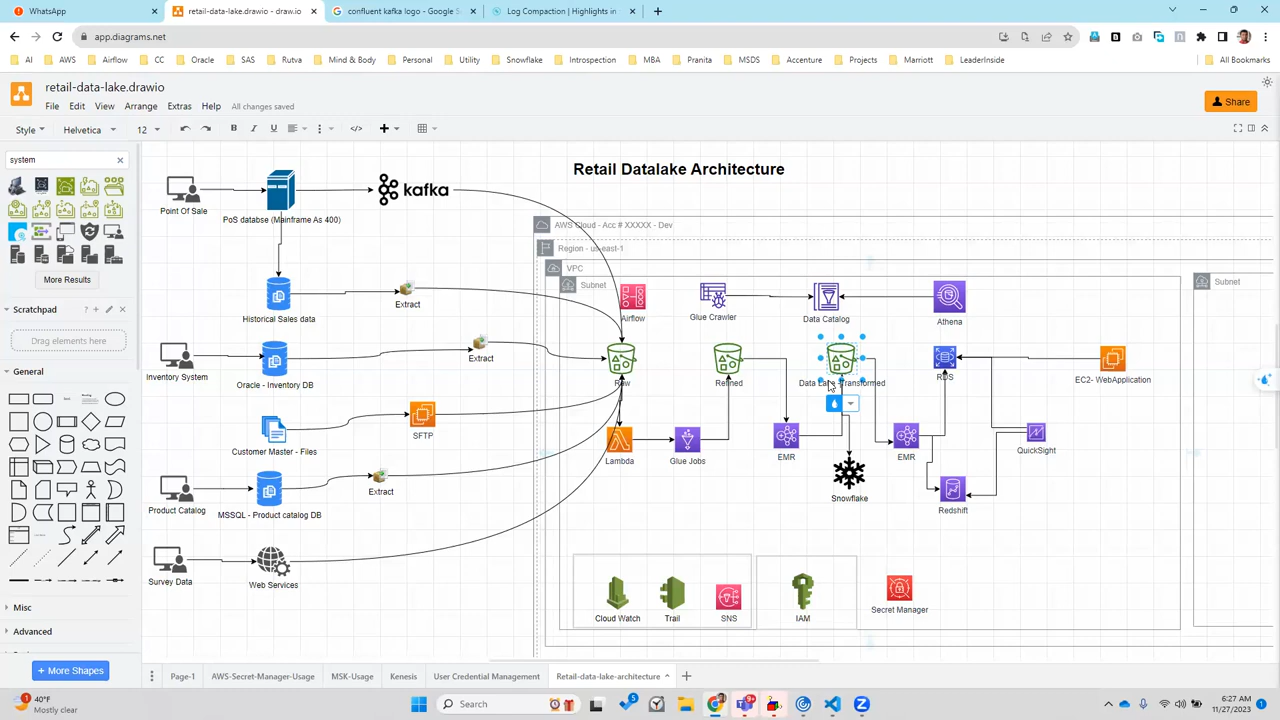 WhatsApp
retail-data-lake.drawio - draw.io
confluent kafka logo - Google S
Log Compaction | Highlights in
app.diagrams.net
AI
AWS
Airflow
CC
Oracle
SAS
Rutva
Mind & Body
Personal
Utility
Snowflake
Introspection
MBA
Pranita
MSDS
Accenture
Projects
Marriott
LeaderInside
All Bookmarks
retail-data-lake.drawio
File
Edit
View
Arrange
Extras
Help
All changes saved
Share
Style
Helvetica
12
B
I
U
system
More Results
Scratchpad
?
Drag elements here
General
Misc
Advanced
+ More Shapes
Retail Datalake Architecture
Point Of Sale
PoS databse (Mainframe As 400)
kafka
AWS Cloud - Acc # XXXXX - Dev
Region - us-east-1
VPC
Subnet
Subnet
Airflow
Glue Crawler
Data Catalog
Athena
Historical Sales data
Extract
Inventory System
Oracle - Inventory DB
Extract
Raw
Refined
Data Lake Transformed
RDS
EC2- WebApplication
Customer Master - Files
SFTP
Lambda
Glue Jobs
EMR
EMR
QuickSight
Snowflake
Redshift
Product Catalog
MSSQL - Product catalog DB
Extract
Survey Data
Web Services
Cloud Watch
Trail
SNS
IAM
Secret Manager
Page-1
AWS-Secret-Manager-Usage
MSK-Usage
Kenesis
User Credential Management
Retail-data-lake-architecture
40°F
Mostly clear
Search
6:27 AM
11/27/2023